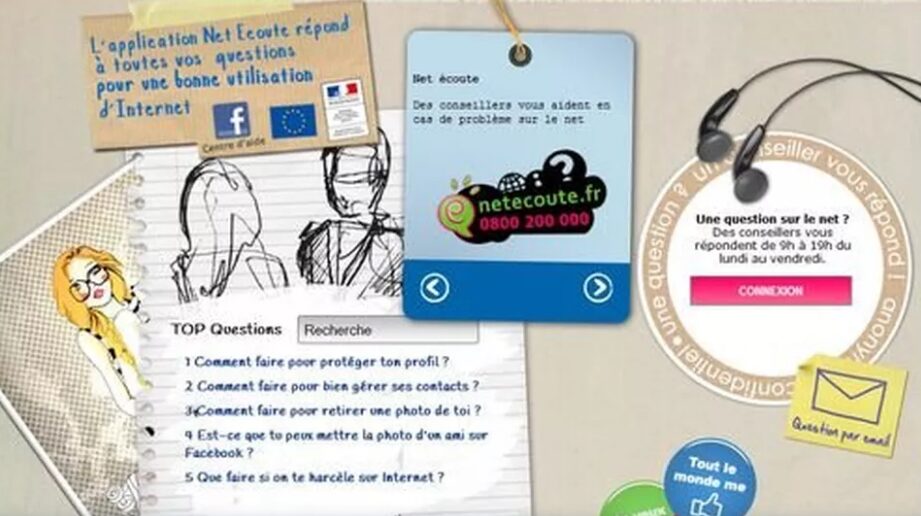 L'application Net Ecoute répond
à toutes vos questions
pour une bonne utilisation
d'Internet
Centre d'aide
Net écoute
Des conseillers vous aident en
cas de problème sur le net
netecoute.fr
0800 200 000
une question ? un conseiller vous répond !
confidentiel
Une question sur le net ?
Des conseillers vous
répondent de 9h à 19h du
lundi au vendredi.
CONNEXION
TOP Questions
Recherche
1 Comment faire pour protéger ton profil ?
2 Comment faire pour bien gérer ses contacts ?
3 Comment faire pour retirer une photo de toi ?
4 Est-ce que tu peux mettre la photo d'un ami sur
Facebook ?
5 Que faire si on te harcèle sur Internet ?
Question par email
Tout le
monde me